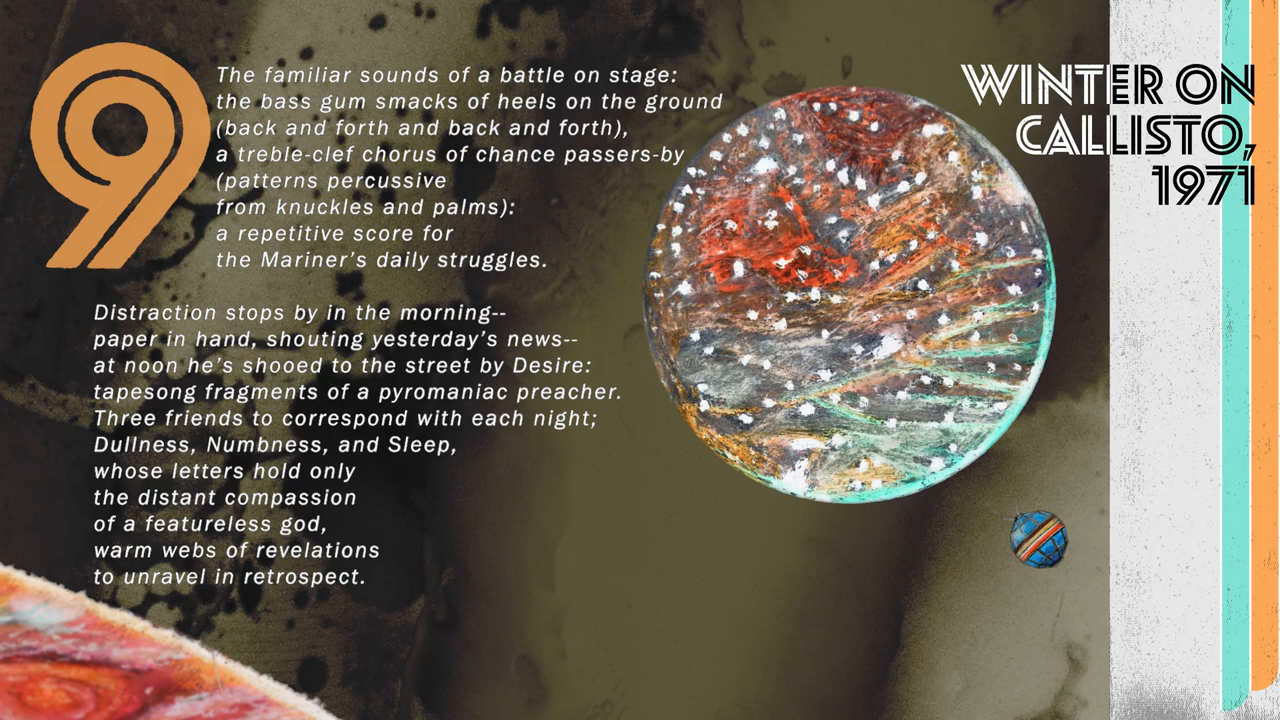 9
The familiar sounds of a battle on stage:
the bass gum smacks of heels on the ground
(back and forth and back and forth),
a treble-clef chorus of chance passers-by
(patterns percussive
from knuckles and palms):
a repetitive score for
the Mariner's daily struggles.
Distraction stops by in the morning--
paper in hand, shouting yesterday's news--
at noon he's shooed to the street by Desire:
tapesong fragments of a pyromaniac preacher.
Three friends to correspond with each night;
Dullness, Numbness, and Sleep,
whose letters hold only
the distant compassion
of a featureless god,
warm webs of revelations
to unravel in retrospect.
WINTER ON
CALLISTO,
1971